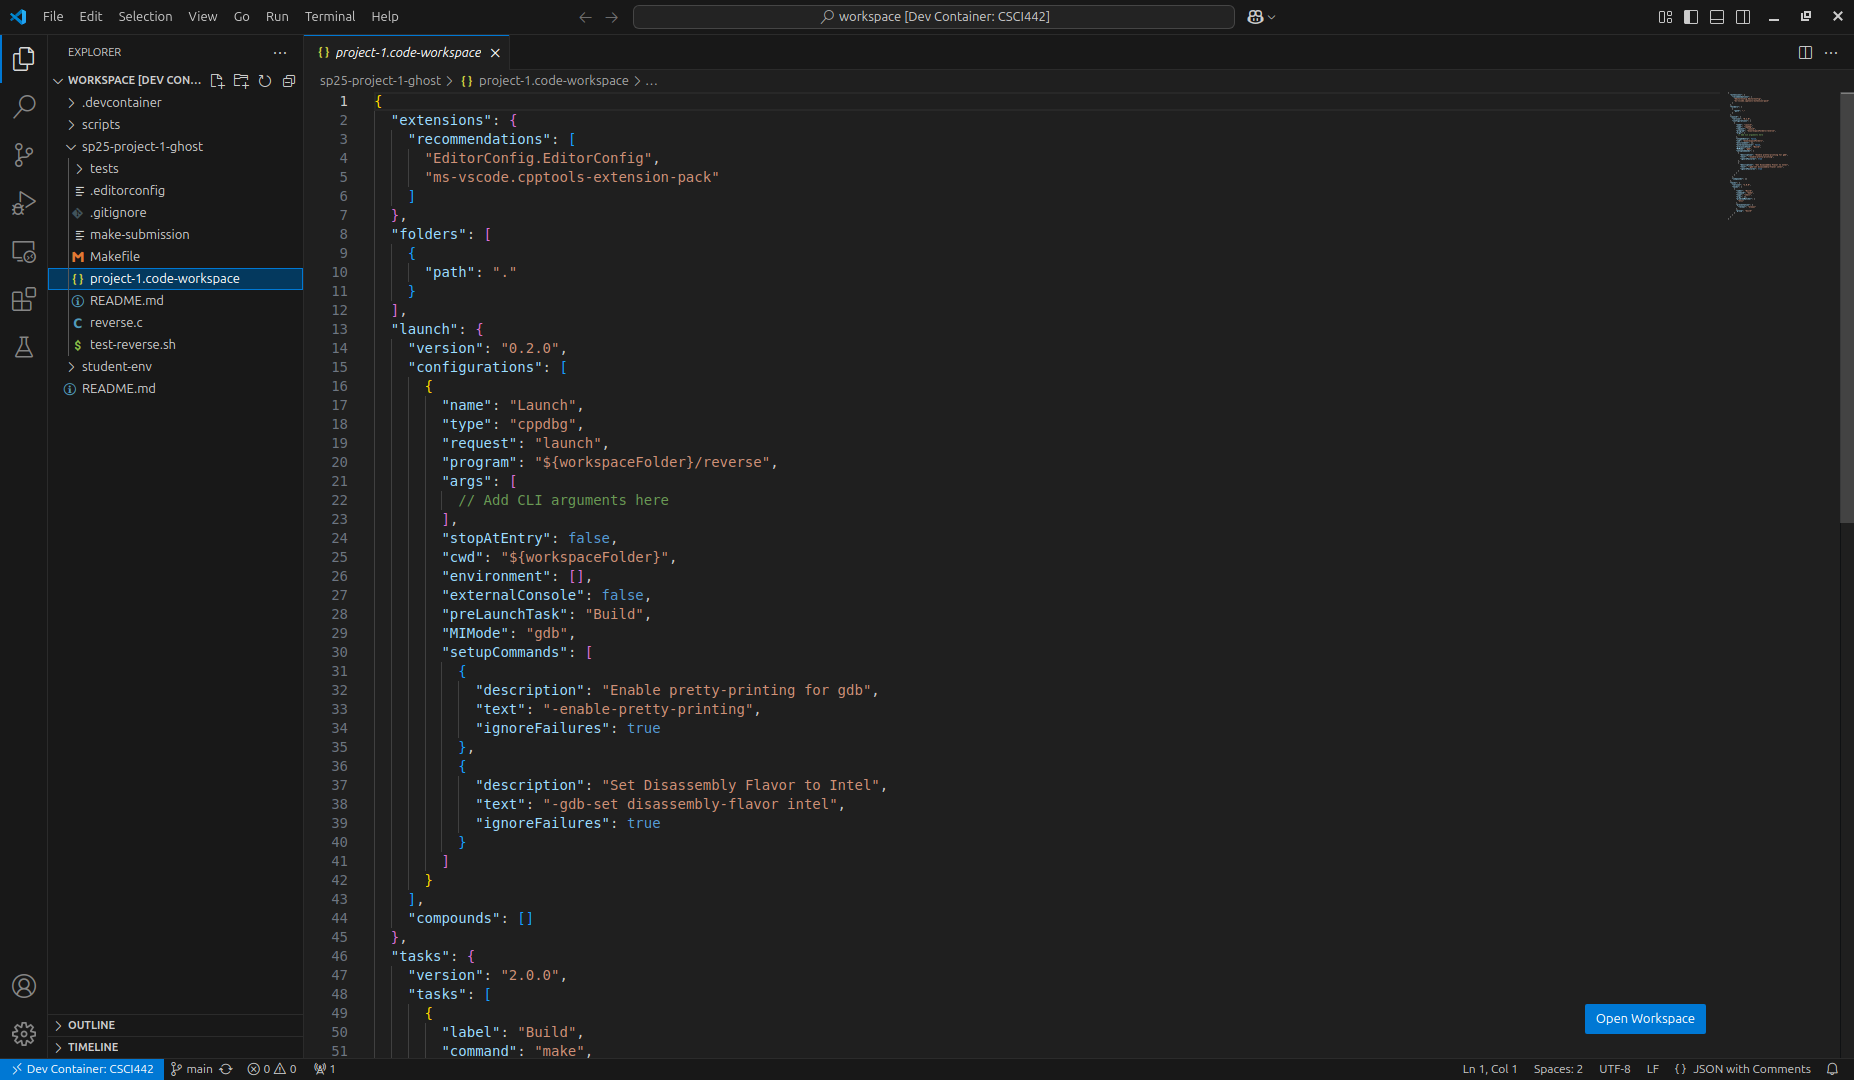 File Edit Selection View Go Run Terminal Help
workspace [Dev Container: CSCI442]
EXPLORER
WORKSPACE [DEV CON...
.devcontainer
scripts
sp25-project-1-ghost
tests
.editorconfig
.gitignore
make-submission
Makefile
project-1.code-workspace
README.md
reverse.c
test-reverse.sh
student-env
README.md
OUTLINE
TIMELINE
project-1.code-workspace
sp25-project-1-ghost > {} project-1.code-workspace > ...
1 {
2 "extensions": {
3 "recommendations": [
4 "EditorConfig.EditorConfig",
5 "ms-vscode.cpptools-extension-pack"
6 ]
7 },
8 "folders": [
9 {
10 "path": "."
11 }
12 ],
13 "launch": {
14 "version": "0.2.0",
15 "configurations": [
16 {
17 "name": "Launch",
18 "type": "cppdbg",
19 "request": "launch",
20 "program": "${workspaceFolder}/reverse",
21 "args": [
22 // Add CLI arguments here
23 ],
24 "stopAtEntry": false,
25 "cwd": "${workspaceFolder}",
26 "environment": [],
27 "externalConsole": false,
28 "preLaunchTask": "Build",
29 "MIMode": "gdb",
30 "setupCommands": [
31 {
32 "description": "Enable pretty-printing for gdb",
33 "text": "-enable-pretty-printing",
34 "ignoreFailures": true
35 },
36 {
37 "description": "Set Disassembly Flavor to Intel",
38 "text": "-gdb-set disassembly-flavor intel",
39 "ignoreFailures": true
40 }
41 ]
42 }
43 ],
44 "compounds": []
45 },
46 "tasks": {
47 "version": "2.0.0",
48 "tasks": [
49 {
50 "label": "Build",
51 "command": "make",
Open Workspace
Dev Container: CSCI442 main 0 0 1
Ln 1, Col 1 Spaces: 2 UTF-8 LF {} JSON with Comments